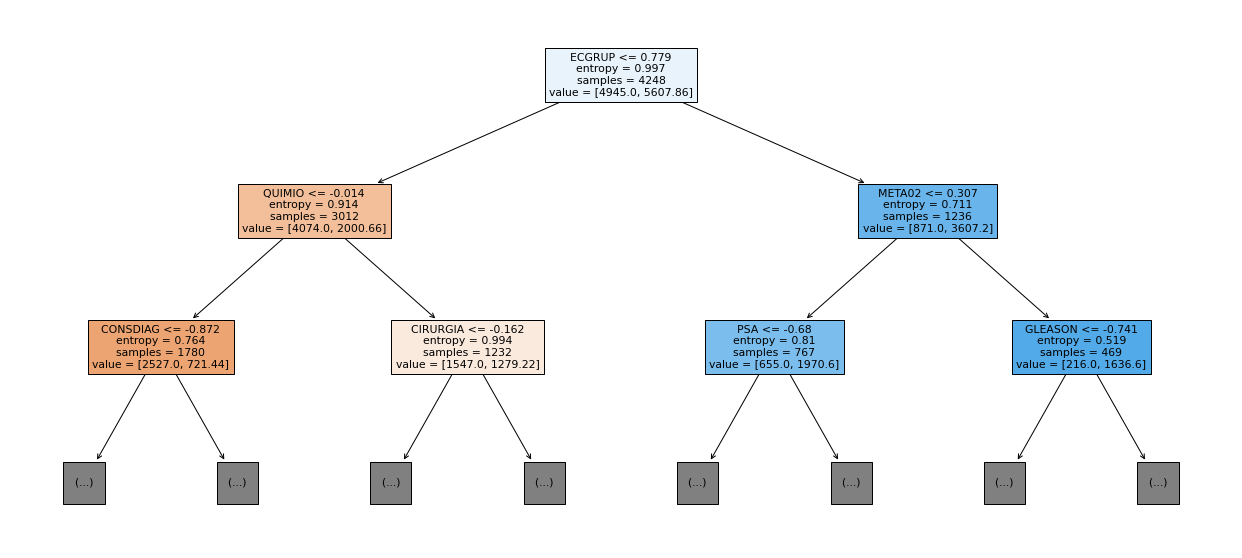 ECGRUP <= 0.779
entropy = 0.997
samples = 4248
value = [4945.0, 5607.86]
QUIMIO <= -0.014
entropy = 0.914
samples = 3012
value = [4074.0, 2000.66]
META02 <= 0.307
entropy = 0.711
samples = 1236
value = [871.0, 3607.2]
CONSDIAG <= -0.872
entropy = 0.764
samples = 1780
value = [2527.0, 721.44]
CIRURGIA <= -0.162
entropy = 0.994
samples = 1232
value = [1547.0, 1279.22]
PSA <= -0.68
entropy = 0.81
samples = 767
value = [655.0, 1970.6]
GLEASON <= -0.741
entropy = 0.519
samples = 469
value = [216.0, 1636.6]
(...)
(...)
(...)
(...)
(...)
(...)
(...)
(...)